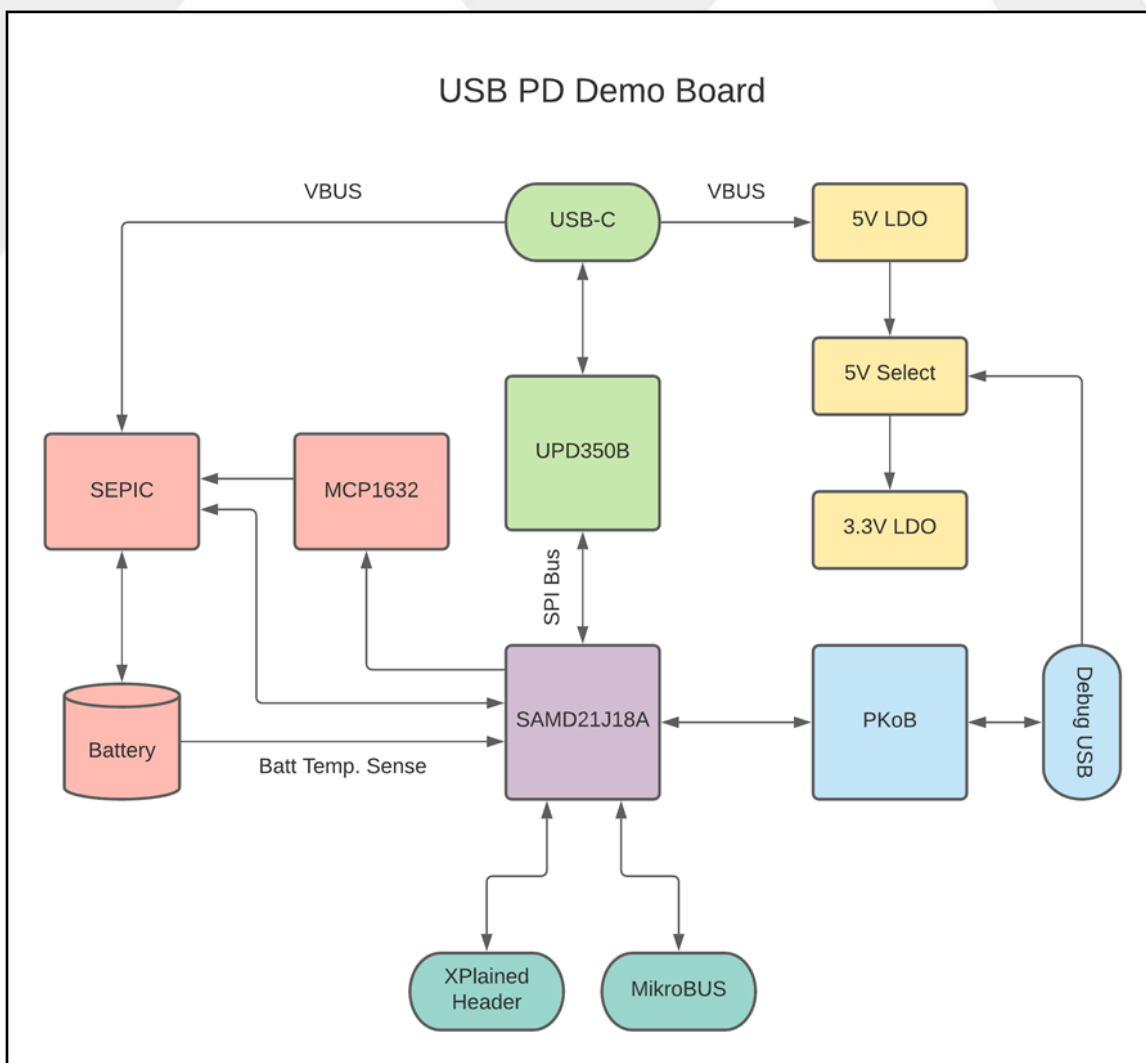 USB PD Demo Board
VBUS
USB-C
VBUS
5V LDO
5V Select
UPD350B
SEPIC
MCP1632
3.3V LDO
SPI Bus
SAMD21J18A
PKoB
Debug USB
Battery
Batt Temp. Sense
XPlained
Header
MikroBUS